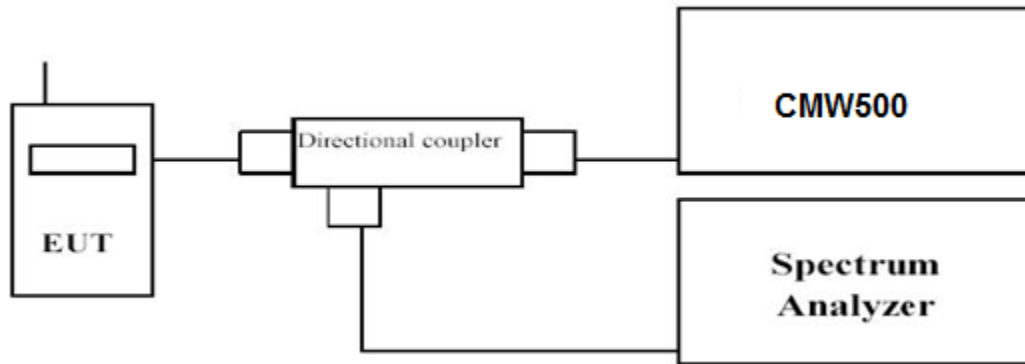 Directional coupler
CMW500
EUT
Spectrum
Analyzer